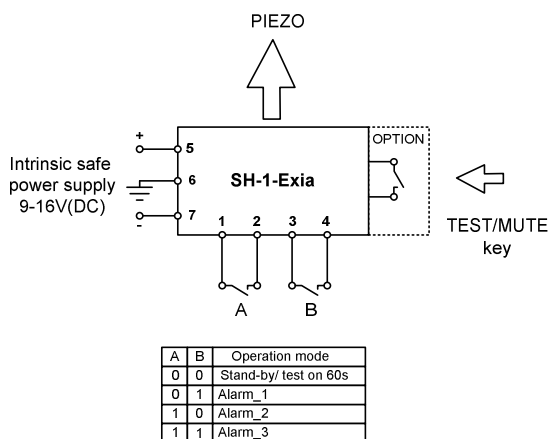 PIEZO
OPTION
+
5
Intrinsic safe
power supply
9-16V(DC)
6
SH-1-Exia
7
-
1 2 3 4
TEST/MUTE
key
A B
A B Operation mode
0 0 Stand-by/ test on 60s
0 1 Alarm_1
1 0 Alarm_2
1 1 Alarm_3